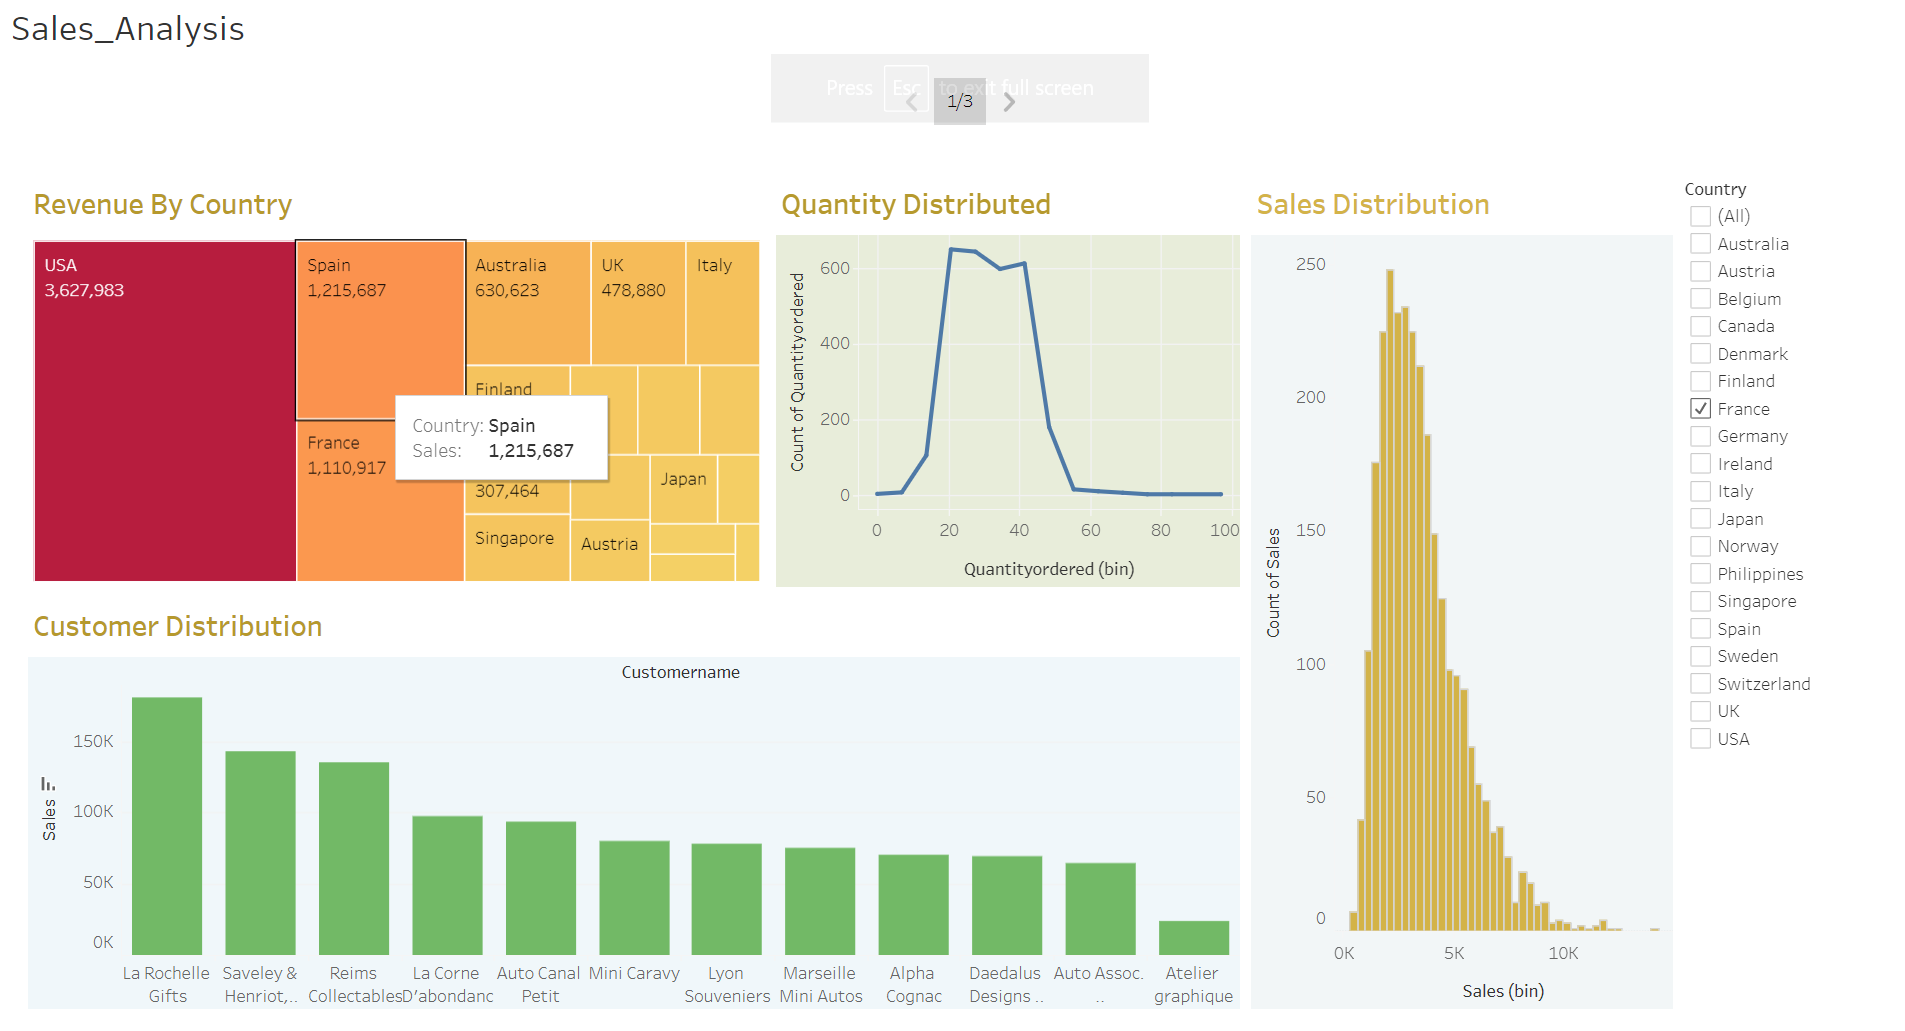 Sales_Analysis
Press Esc to exit full screen
1/3
Revenue By Country
USA
3,627,983
Spain
1,215,687
Australia
630,623
UK
478,880
Italy
Finland
Country: Spain
Sales: 1,215,687
France
1,110,917
307,464
Japan
Singapore
Austria
Quantity Distributed
Count of Quantityordered
600
400
200
0
0 20 40 60 80 100
Quantityordered (bin)
Sales Distribution
Count of Sales
250
200
150
100
50
0
0K 5K 10K
Sales (bin)
Country
(All)
Australia
Austria
Belgium
Canada
Denmark
Finland
France
Germany
Ireland
Italy
Japan
Norway
Philippines
Singapore
Spain
Sweden
Switzerland
UK
USA
Customer Distribution
Customername
Sales
150K
100K
50K
0K
La Rochelle
Gifts
Saveley &
Henriot,..
Reims
Collectables
La Corne
D'abondanc
Auto Canal
Petit
Mini Caravy
Lyon
Souveniers
Marseille
Mini Autos
Alpha
Cognac
Daedalus
Designs ..
Auto Assoc.
..
Atelier
graphique